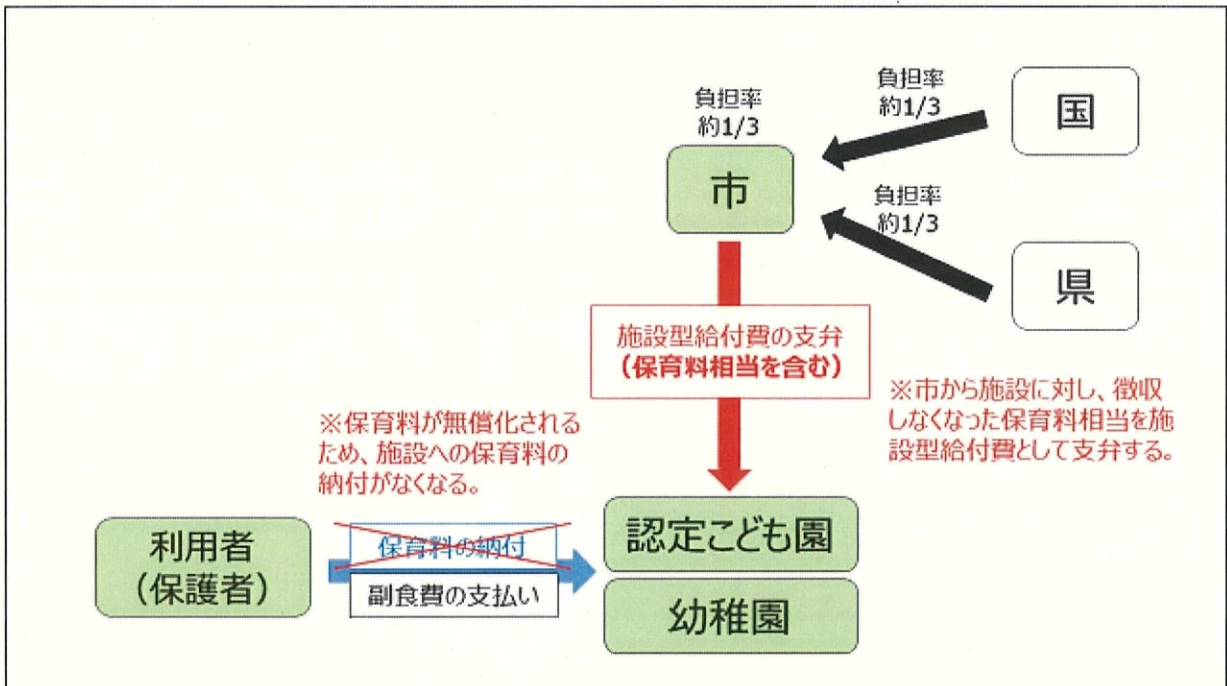 負担率
約1/3
国
負担率
約1/3
市
負担率
約1/3
県
施設型給付費の支弁
(保育料相当を含む)
※市から施設に対し、徴収
しなくなった保育料相当を施
設型給付費として支弁する。
※保育料が無償化される
ため、施設への保育料の
納付がなくなる。
利用者
(保護者)
保育料の納付
副食費の支払い
認定こども園
幼稚園